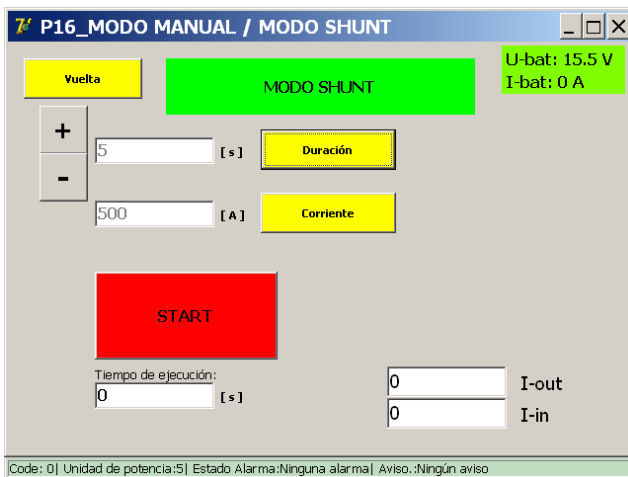 P16_MODO MANUAL / MODO SHUNT
Vuelta
MODO SHUNT
U-bat: 15.5 V
I-bat: 0 A
+
5 [s] Duración
-
500 [A] Corriente
START
Tiempo de ejecución:
0 [s]
0 I-out
0 I-in
Code: 0| Unidad de potencia:5| Estado Alarma:Ninguna alarma| Aviso.:Ningún aviso